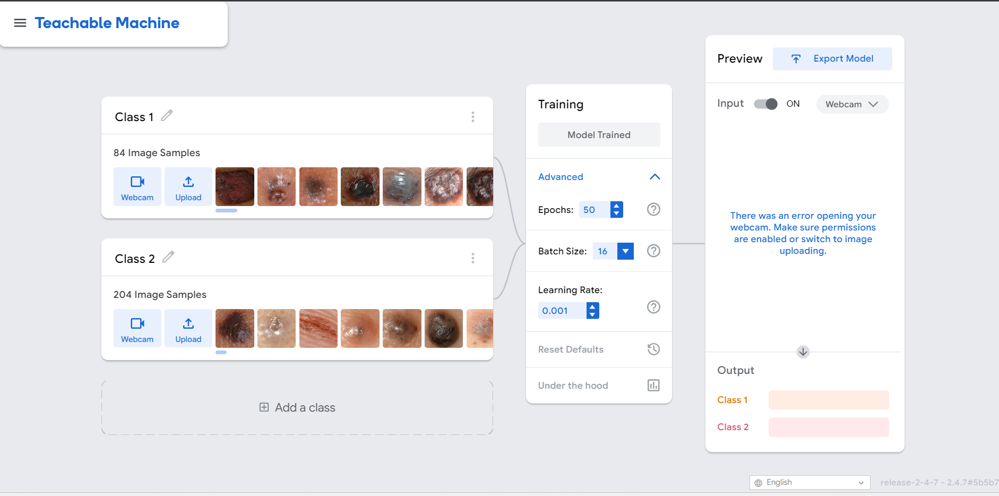 Teachable Machine
Class 1
84 Image Samples
Webcam
Upload
Class 2
204 Image Samples
Webcam
Upload
Add a class
Training
Model Trained
Advanced
Epochs: 50
Batch Size: 16
Learning Rate:
0.001
Reset Defaults
Under the hood
Preview
Export Model
Input ON Webcam
There was an error opening your
webcam. Make sure permissions
are enabled or switch to image
uploading.
Output
Class 1
Class 2
English
release-2-4-7 - 2.4.7#5b5b7